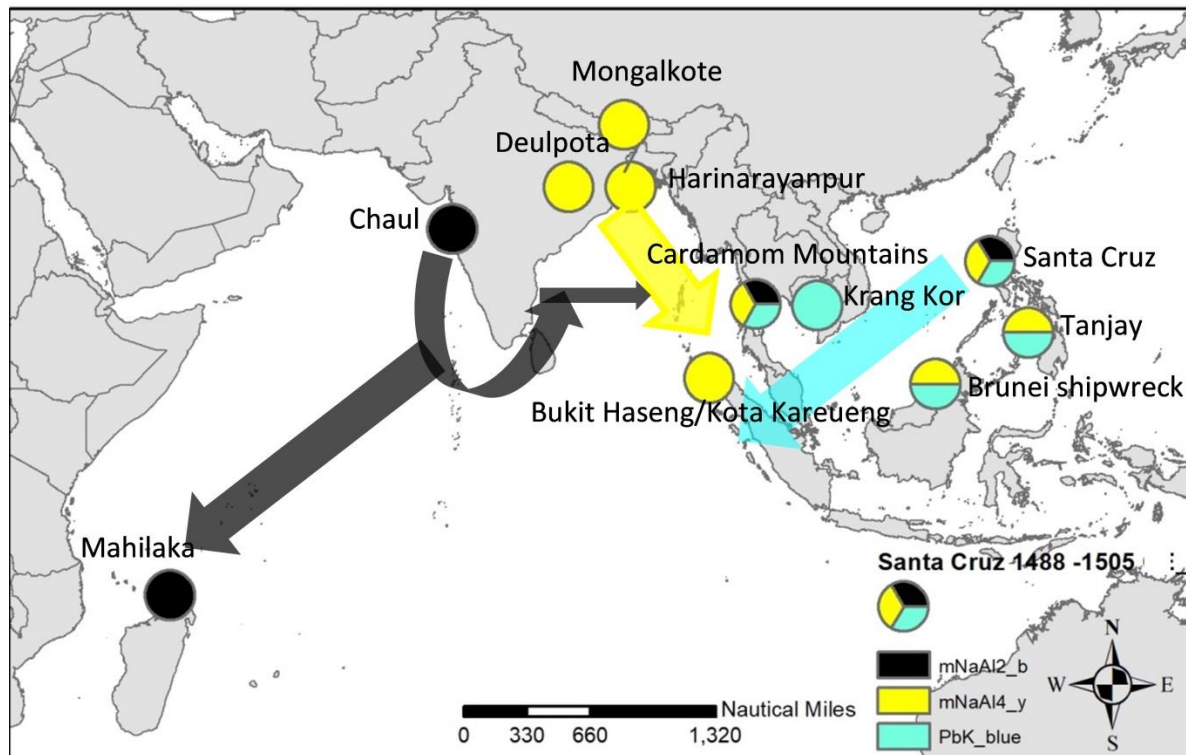 Mongalkote
Deulpota
Harinarayanpur
Chaul
Cardamom Mountains
Santa Cruz
Krang Kor
Tanjay
Brunei shipwreck
Bukit Haseng/Kota Kareueng
Mahilaka
Santa Cruz 1488 -1505
N
mNaAl2_b
W E
mNaAl4_y
Nautical Miles
S
PbK_blue
0 330 660 1,320